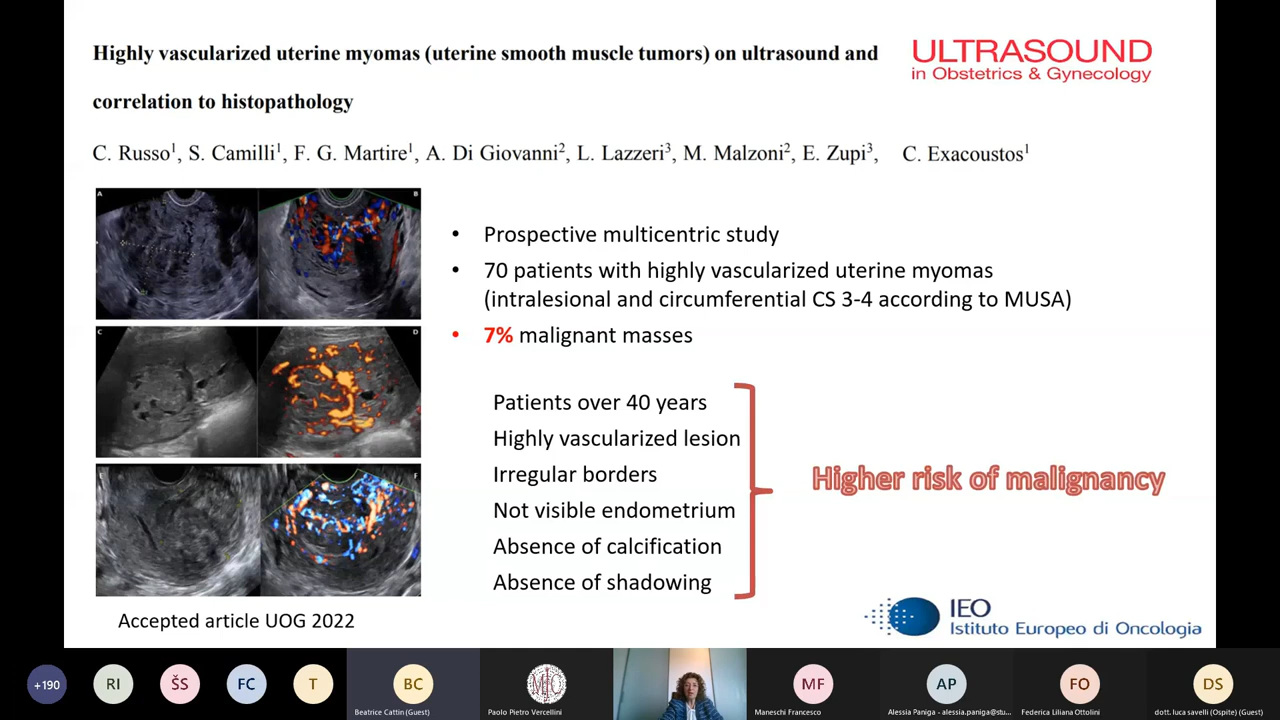 Highly vascularized uterine myomas (uterine smooth muscle tumors) on ultrasound and
correlation to histopathology
ULTRASOUND
in Obstetrics & Gynecology
C. Russo1, S. Camilli1, F. G. Martire1, A. Di Giovanni2, L. Lazzeri3, M. Malzoni2, E. Zupi3, C. Exacoustos1
A
B
C
D
E
F
• Prospective multicentric study
• 70 patients with highly vascularized uterine myomas
(intralesional and circumferential CS 3-4 according to MUSA)
• 7% malignant masses
Patients over 40 years
Highly vascularized lesion
Irregular borders
Not visible endometrium
Absence of calcification
Absence of shadowing
Higher risk of malignancy
Accepted article UOG 2022
IEO
Istituto Europeo di Oncologia
+190
RI
ŠS
FC
T
BC
Beatrice Cattin (Guest)
Paolo Pietro Vercellini
MF
Maneschi Francesco
AP
Alessia Paniga - alessia.paniga@stu...
FO
Federica Liliana Ottolini
DS
dott. luca savelli (Ospite) (Guest)